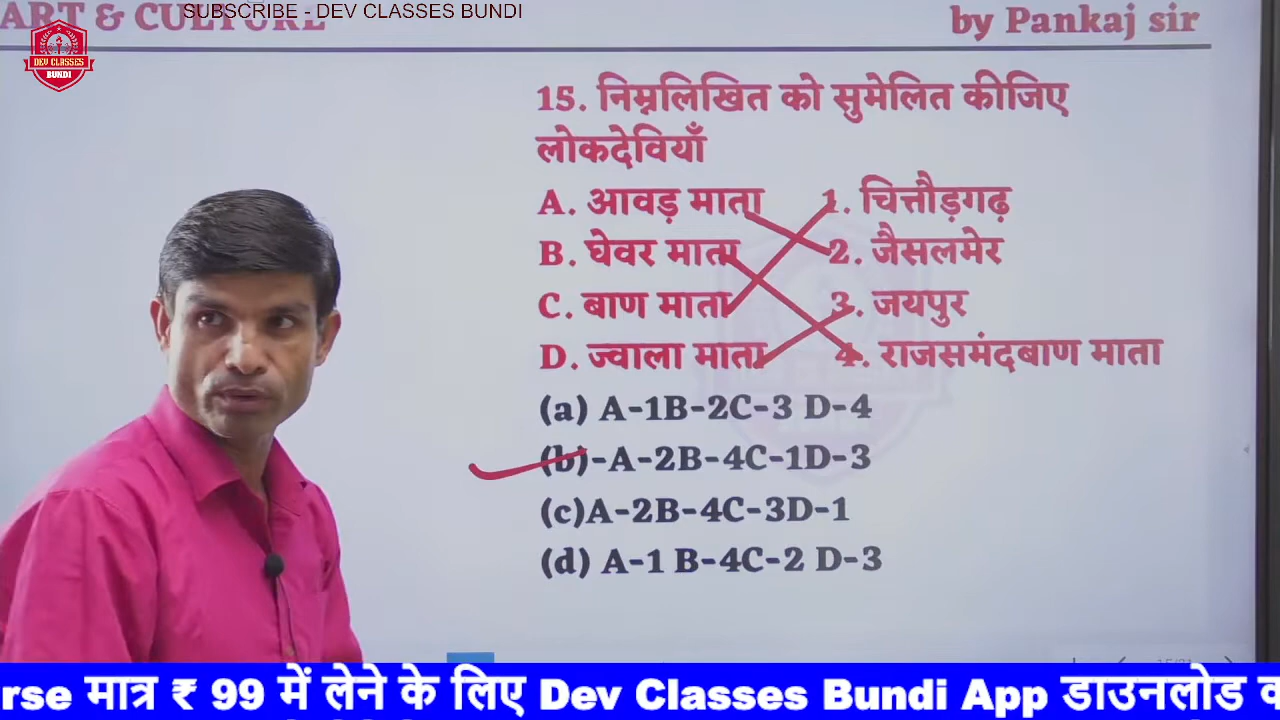 SUBSCRIBE - DEV CLASSES BUNDI
ART & CULTURE
by Pankaj sir
DEV CLASSES
BUNDI
15. निम्नलिखित को सुमेलित कीजिए
लोकदेवियाँ
A. आवड़ माता 1. चित्तौड़गढ़
B. घेवर माता 2. जैसलमेर
C. बाण माता 3. जयपुर
D. ज्वाला माता 4. राजसमंदबाण माता
(a) A-1B-2C-3 D-4
(b)-A-2B-4C-1D-3
(c)A-2B-4C-3D-1
(d) A-1 B-4C-2 D-3
rse मात्र ₹ 99 में लेने के लिए Dev Classes Bundi App डाउनलोड